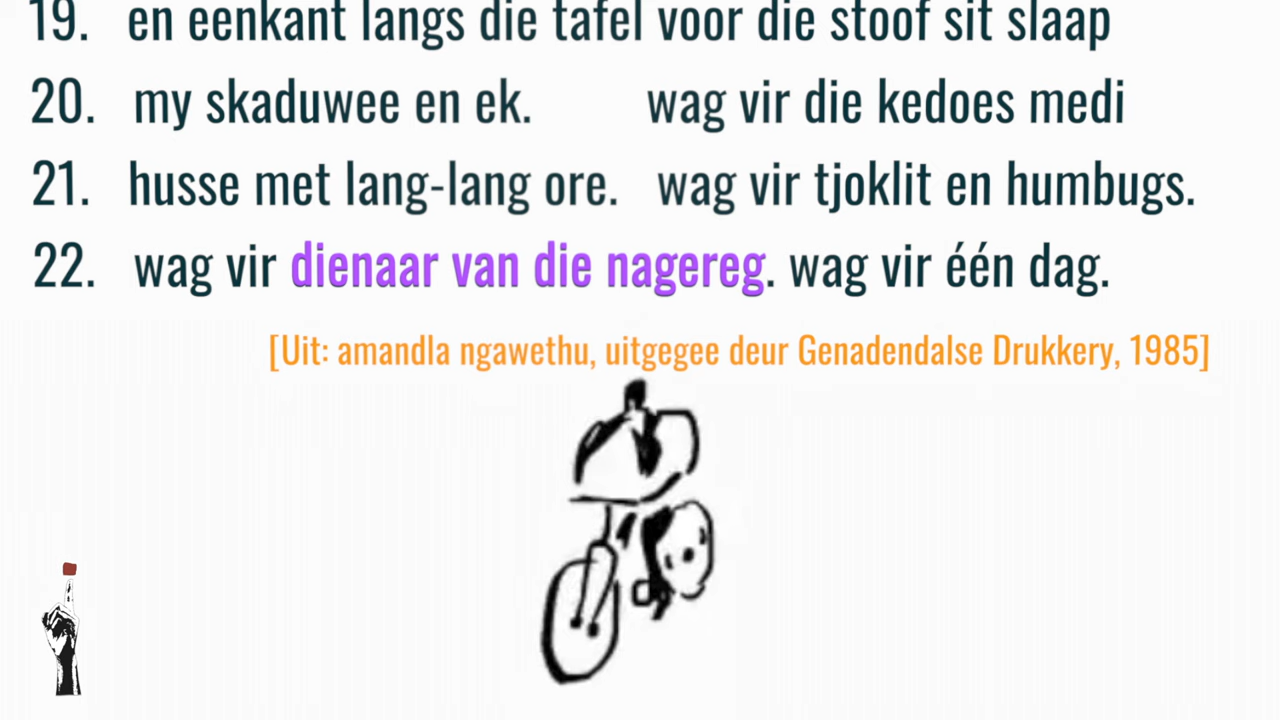 19. en eenkant langs die tafel voor die stoof sit slaap
20. my skaduwee en ek. wag vir die kedoes medi
21. husse met lang-lang ore. wag vir tjoklit en humbugs.
22. wag vir dienaar van die nagereg. wag vir één dag.
[Uit: amandla ngawethu, uitgegee deur Genadendalse Drukkery, 1985]